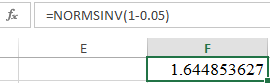 fx =NORMSINV(1-0.05)
E F
1.644853627